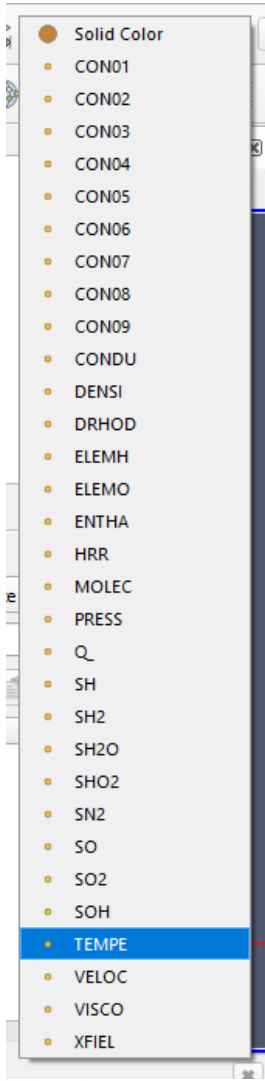 Solid Color
CON01
CON02
CON03
CON04
CON05
CON06
CON07
CON08
CON09
CONDU
DENSI
DRHOD
ELEMH
ELEMO
ENTHA
HRR
MOLEC
PRESS
Q_
SH
SH2
SH2O
SHO2
SN2
SO
SO2
SOH
TEMPE
VELOC
VISCO
XFIEL